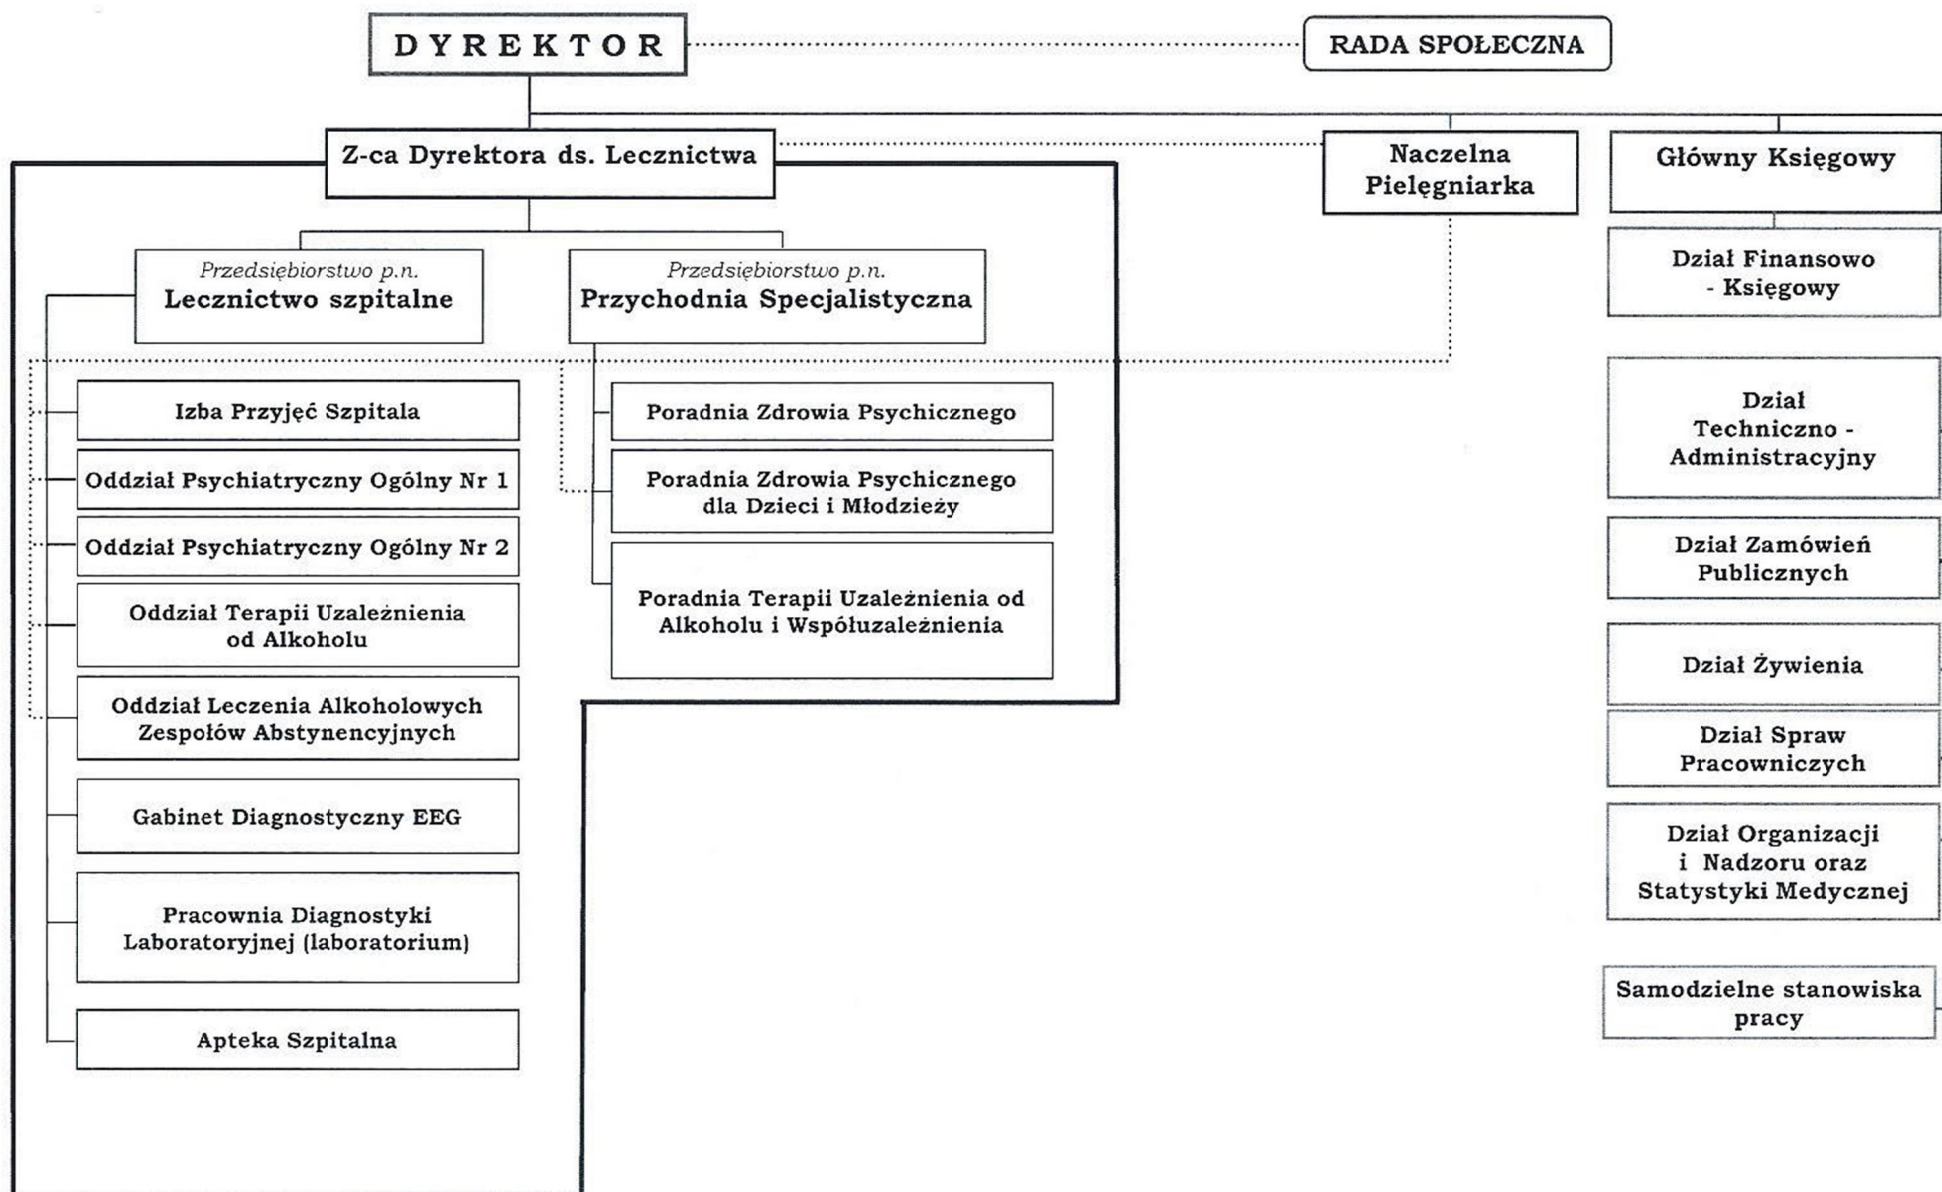 D Y R E K T O R
RADA SPOŁECZNA
Z-ca Dyrektora ds. Lecznictwa
Naczelna
Pielęgniarka
Główny Księgowy
Przedsiębiorstwo p.n.
Lecznictwo szpitalne
Przedsiębiorstwo p.n.
Przychodnia Specjalistyczna
Dział Finansowo
- Księgowy
Izba Przyjęć Szpitala
Oddział Psychiatryczny Ogólny Nr 1
Oddział Psychiatryczny Ogólny Nr 2
Oddział Terapii Uzależnienia
od Alkoholu
Oddział Leczenia Alkoholowych
Zespołów Abstynencyjnych
Gabinet Diagnostyczny EEG
Pracownia Diagnostyki
Laboratoryjnej (laboratorium)
Apteka Szpitalna
Poradnia Zdrowia Psychicznego
Poradnia Zdrowia Psychicznego
dla Dzieci i Młodzieży
Poradnia Terapii Uzależnienia od
Alkoholu i Współuzależnienia
Dział
Techniczno -
Administracyjny
Dział Zamówień
Publicznych
Dział Żywienia
Dział Spraw
Pracowniczych
Dział Organizacji
i Nadzoru oraz
Statystyki Medycznej
Samodzielne stanowiska
pracy